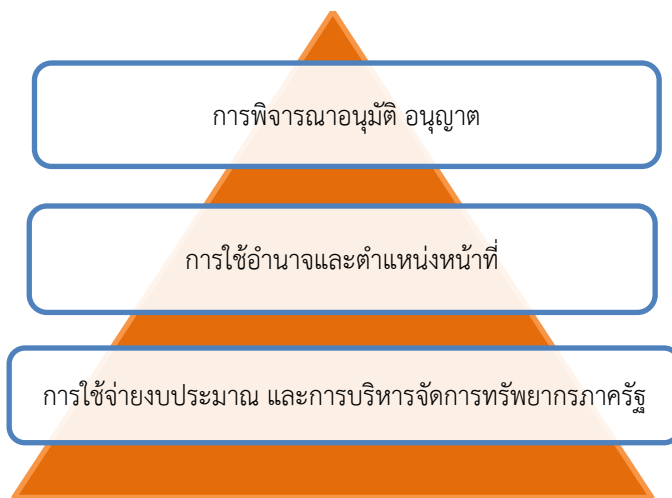 การพิจารณาอนุมัติ อนุญาต
การใช้อำนาจและตำแหน่งหน้าที่
การใช้จ่ายงบประมาณ และการบริหารจัดการทรัพยากรภาครัฐ